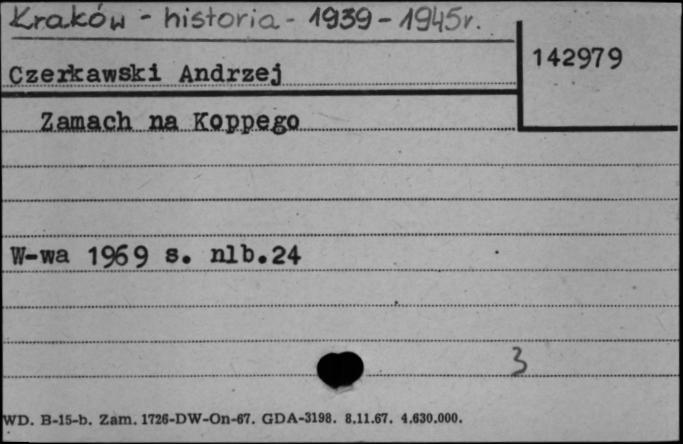 Kraków - historia - 1939 - 1945r.
142979
Czerkawski Andrzej
Zamach na Koppego
W-wa 1969 s. nlb.24
3
WD. B-15-b. Zam. 1726-DW-On-67. GDA-3198. 8.11.67. 4.630.000.